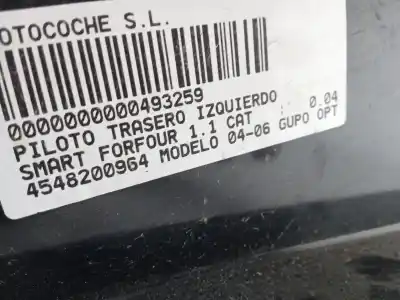 OTOCOCHE S.L.
0000000000493259
PILOTO TRASERO IZQUIERDO
SMART FORFOUR 1.1 CAT : 0.04
4548200964 MODELO 04-06 GUPO OPT